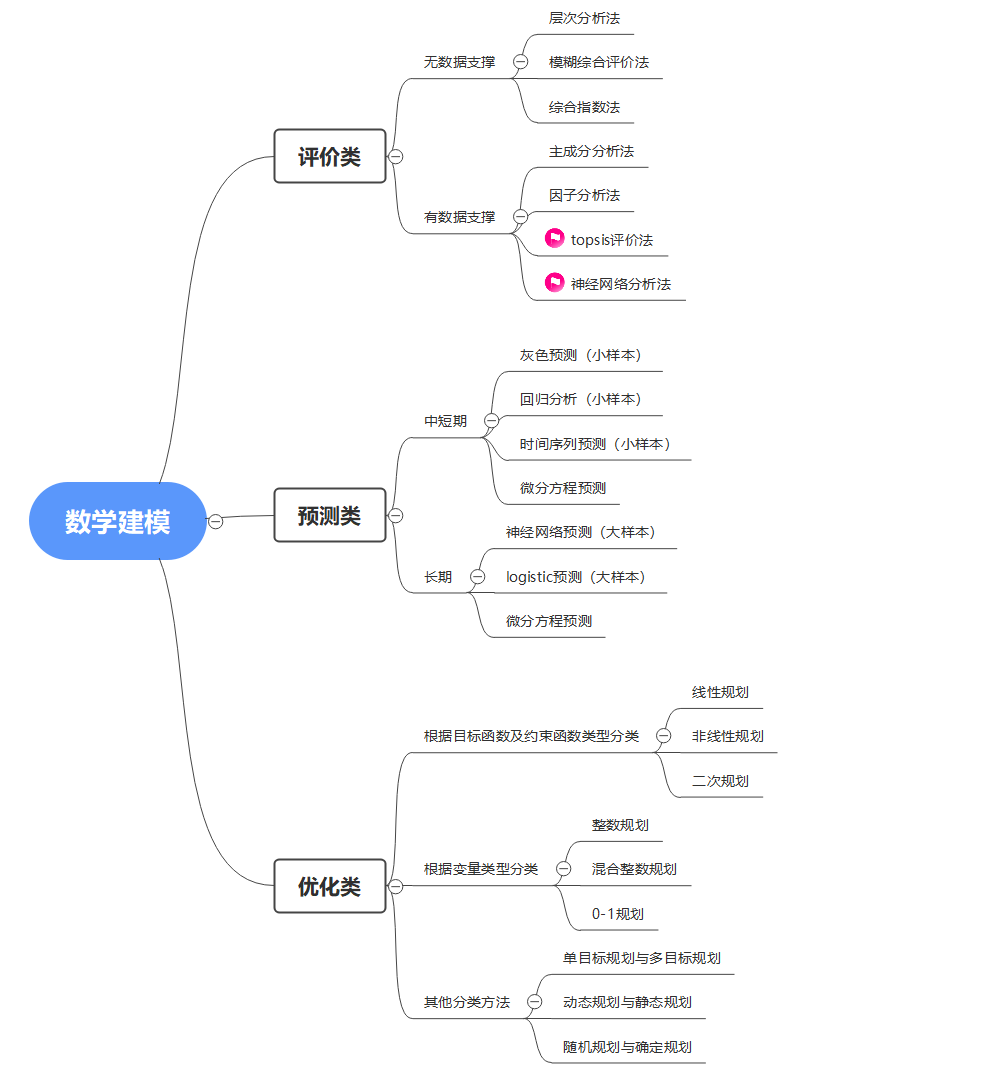 数学建模
评价类
无数据支撑
层次分析法
模糊综合评价法
综合指数法
有数据支撑
主成分分析法
因子分析法
topsis评价法
神经网络分析法
预测类
中短期
灰色预测（小样本）
回归分析（小样本）
时间序列预测（小样本）
微分方程预测
长期
神经网络预测（大样本）
logistic预测（大样本）
微分方程预测
优化类
根据目标函数及约束函数类型分类
线性规划
非线性规划
二次规划
根据变量类型分类
整数规划
混合整数规划
0-1规划
其他分类方法
单目标规划与多目标规划
动态规划与静态规划
随机规划与确定规划